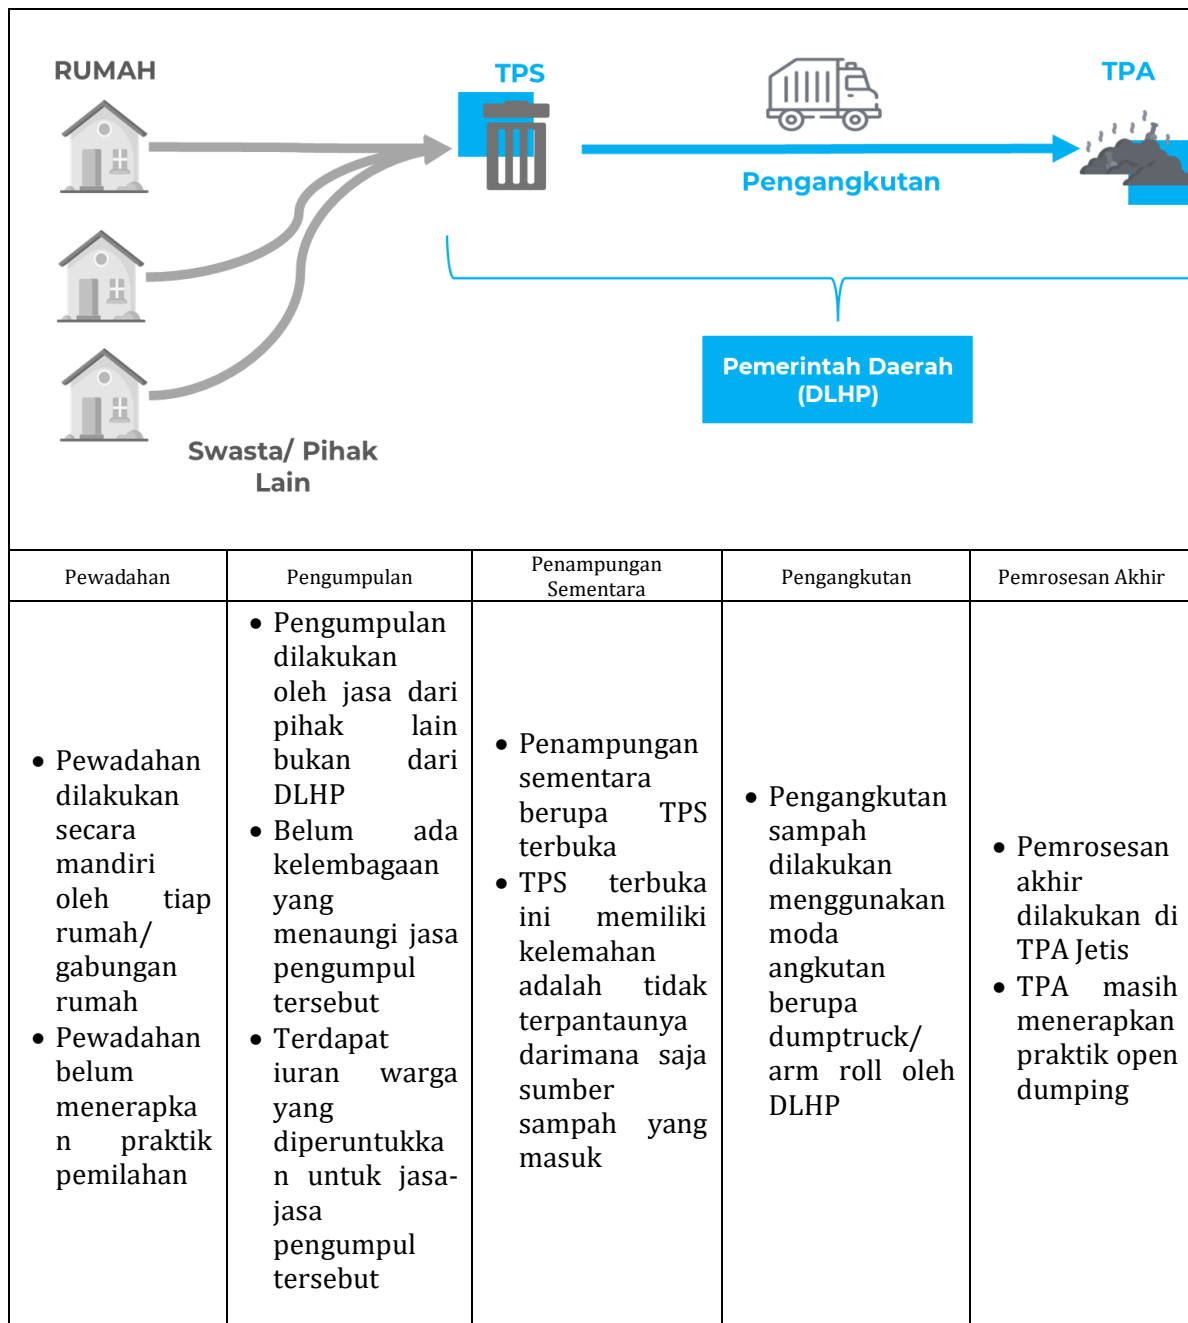 RUMAH
TPS
TPA
Pengangkutan
Pemerintah Daerah
(DLHP)
Swasta/ Pihak
Lain
Pewadahan
Pengumpulan
Penampungan
Sementara
Pengangkutan
Pemrosesan Akhir
• Pewadahan
dilakukan
secara
mandiri
oleh tiap
rumah/
gabungan
rumah
• Pewadahan
belum
menerapka
n praktik
pemilahan
• Pengumpulan
dilakukan
oleh jasa dari
pihak lain
bukan dari
DLHP
• Belum ada
kelembagaan
yang
menaungi jasa
pengumpul
tersebut
• Terdapat
iuran warga
yang
diperuntukka
n untuk jasa-
jasa
pengumpul
tersebut
• Penampungan
sementara
berupa TPS
terbuka
• TPS terbuka
ini memiliki
kelemahan
adalah tidak
terpantaunya
darimana saja
sumber
sampah yang
masuk
• Pengangkutan
sampah
dilakukan
menggunakan
moda
angkutan
berupa
dumptruck/
arm roll oleh
DLHP
• Pemrosesan
akhir
dilakukan di
TPA Jetis
• TPA masih
menerapkan
praktik open
dumping